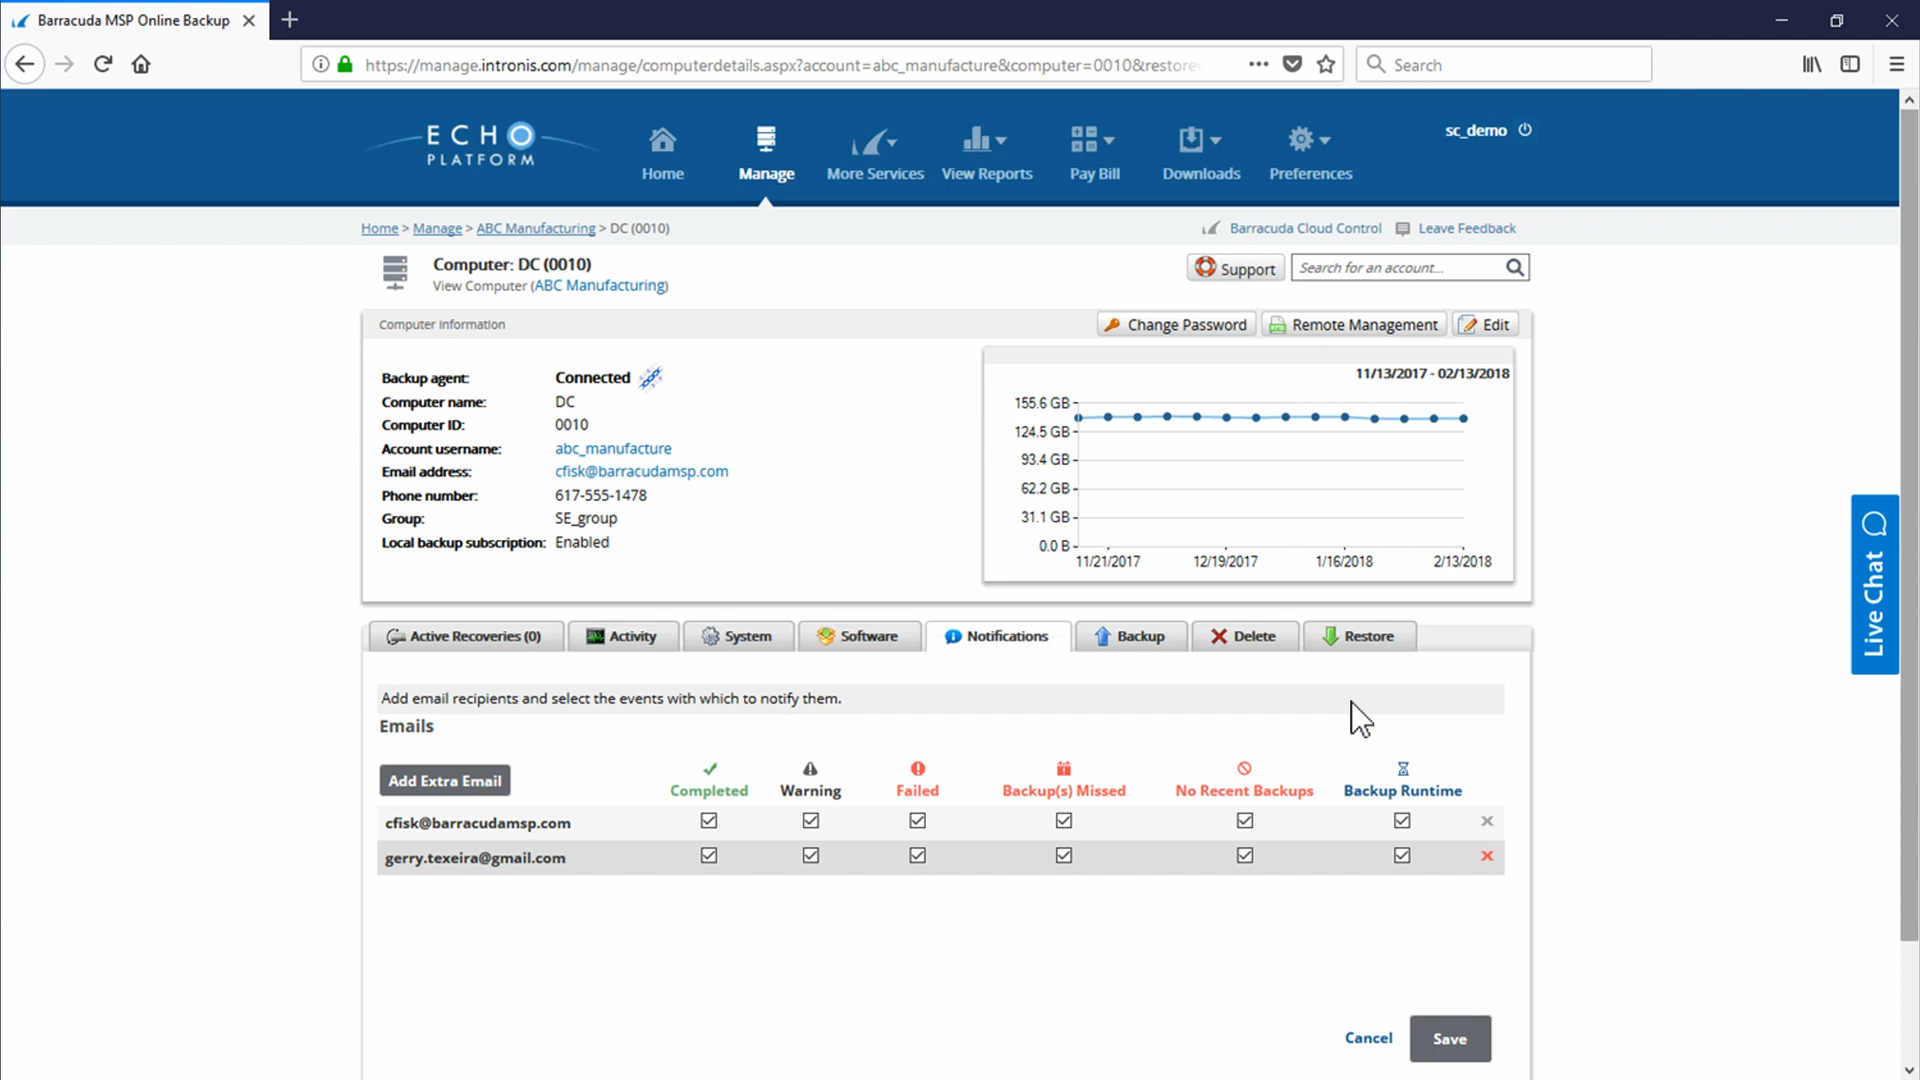 Barracuda MSP Online Backup
https://manage.intronis.com/manage/computerdetails.aspx?account=abc_manufacture&computer=0010&restorev
Search
ECHO
PLATFORM
Home
Manage
More Services
View Reports
Pay Bill
Downloads
Preferences
sc_demo
Home > Manage > ABC Manufacturing > DC (0010)
Barracuda Cloud Control
Leave Feedback
Computer: DC (0010)
View Computer (ABC Manufacturing)
Support
Search for an account...
Computer Information
Change Password
Remote Management
Edit
Backup agent: Connected
Computer name: DC
Computer ID: 0010
Account username: abc_manufacture
Email address: cfisk@barracudamsp.com
Phone number: 617-555-1478
Group: SE_group
Local backup subscription: Enabled
11/13/2017 - 02/13/2018
155.6 GB
124.5 GB
93.4 GB
62.2 GB
31.1 GB
0.0 B
11/21/2017 12/19/2017 1/16/2018 2/13/2018
Live Chat
Active Recoveries (0)
Activity
System
Software
Notifications
Backup
Delete
Restore
Add email recipients and select the events with which to notify them.
Emails
Add Extra Email
Completed
Warning
Failed
Backup(s) Missed
No Recent Backups
Backup Runtime
cfisk@barracudamsp.com
gerry.texeira@gmail.com
Cancel
Save